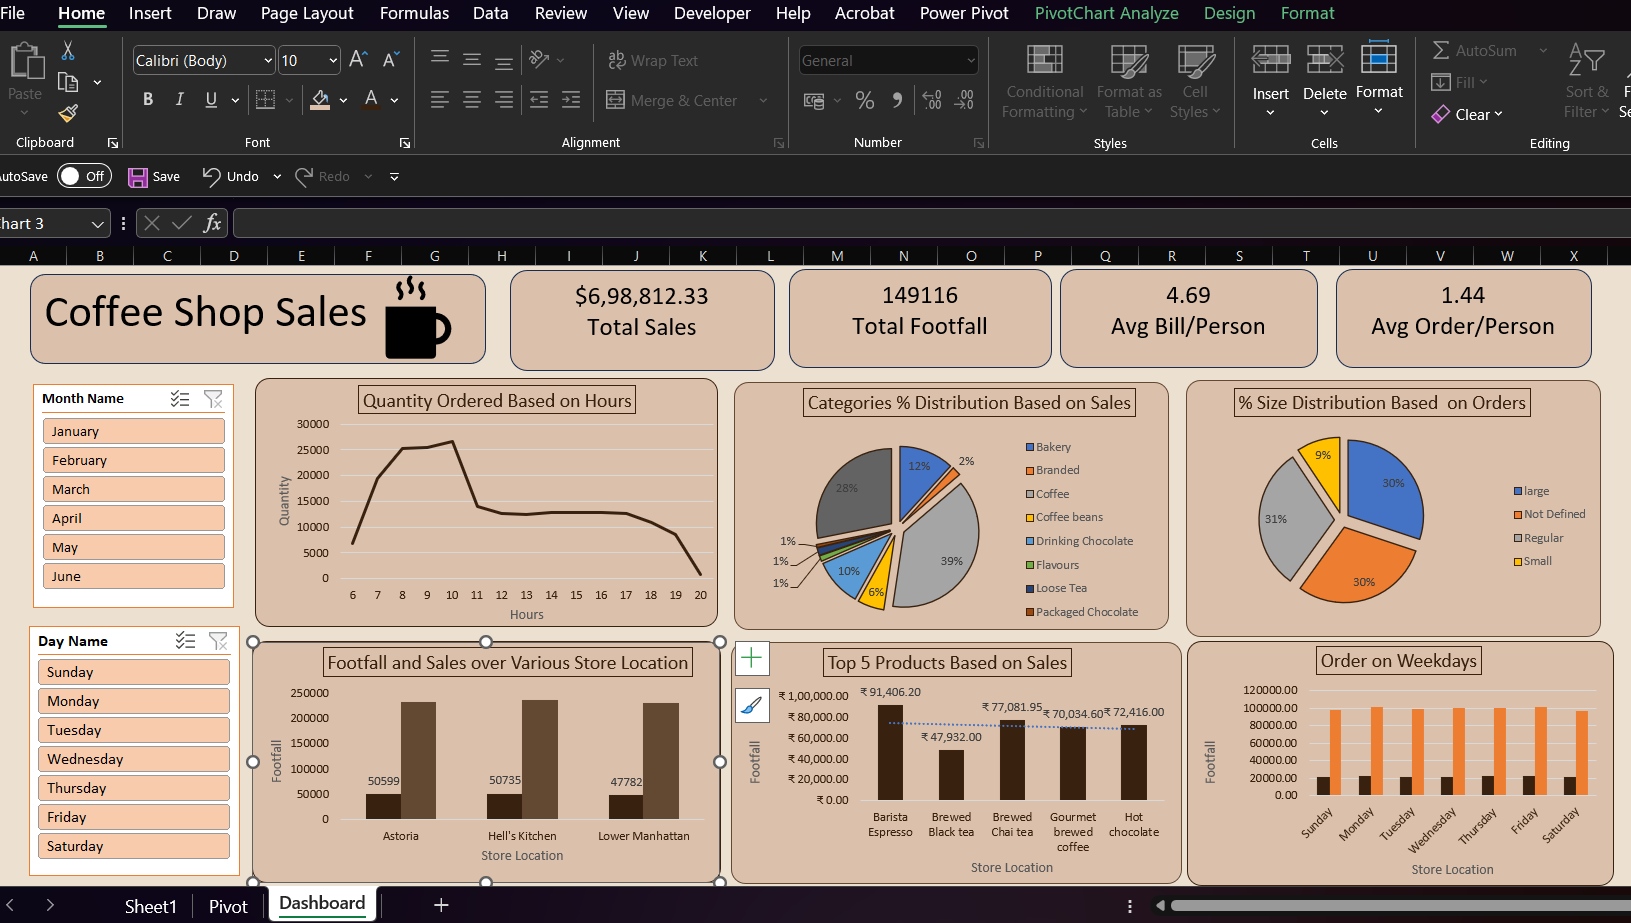 File Home Insert Draw Page Layout Formulas Data Review View Developer Help Acrobat Power Pivot PivotChart Analyze Design Format
Paste
Clipboard
Calibri (Body) 10
B I U
Font
Wrap Text
Merge & Center
Alignment
General
Number
Conditional Formatting
Format as Table
Cell Styles
Styles
Insert Delete Format
Cells
AutoSum
Fill
Clear
Sort & Filter
Editing
utoSave Off Save Undo Redo
hart 3 fx
A B C D E F G H I J K L M N O P Q R S T U V W X
Coffee Shop Sales
$6,98,812.33
Total Sales
149116
Total Footfall
4.69
Avg Bill/Person
1.44
Avg Order/Person
Month Name
January
February
March
April
May
June
Day Name
Sunday
Monday
Tuesday
Wednesday
Thursday
Friday
Saturday
Quantity Ordered Based on Hours
30000
25000
20000
15000
10000
5000
0
Quantity
6 7 8 9 10 11 12 13 14 15 16 17 18 19 20
Hours
Categories % Distribution Based on Sales
12%
2%
39%
6%
10%
1%
1%
1%
28%
Bakery
Branded
Coffee
Coffee beans
Drinking Chocolate
Flavours
Loose Tea
Packaged Chocolate
% Size Distribution Based on Orders
30%
30%
31%
9%
large
Not Defined
Regular
Small
Footfall and Sales over Various Store Location
250000
200000
150000
100000
50000
0
Footfall
50599 50735 47782
Astoria Hell's Kitchen Lower Manhattan
Store Location
Top 5 Products Based on Sales
₹ 1,00,000.00
₹ 80,000.00
₹ 60,000.00
₹ 40,000.00
₹ 20,000.00
₹ 0.00
Footfall
₹ 91,406.20
₹ 47,932.00
₹ 77,081.95
₹ 70,034.60
₹ 72,416.00
Barista Espresso
Brewed Black tea
Brewed Chai tea
Gourmet brewed coffee
Hot chocolate
Store Location
Order on Weekdays
120000.00
100000.00
80000.00
60000.00
40000.00
20000.00
0.00
Footfall
Sunday Monday Tuesday Wednesday Thursday Friday Saturday
Store Location
Sheet1 Pivot Dashboard